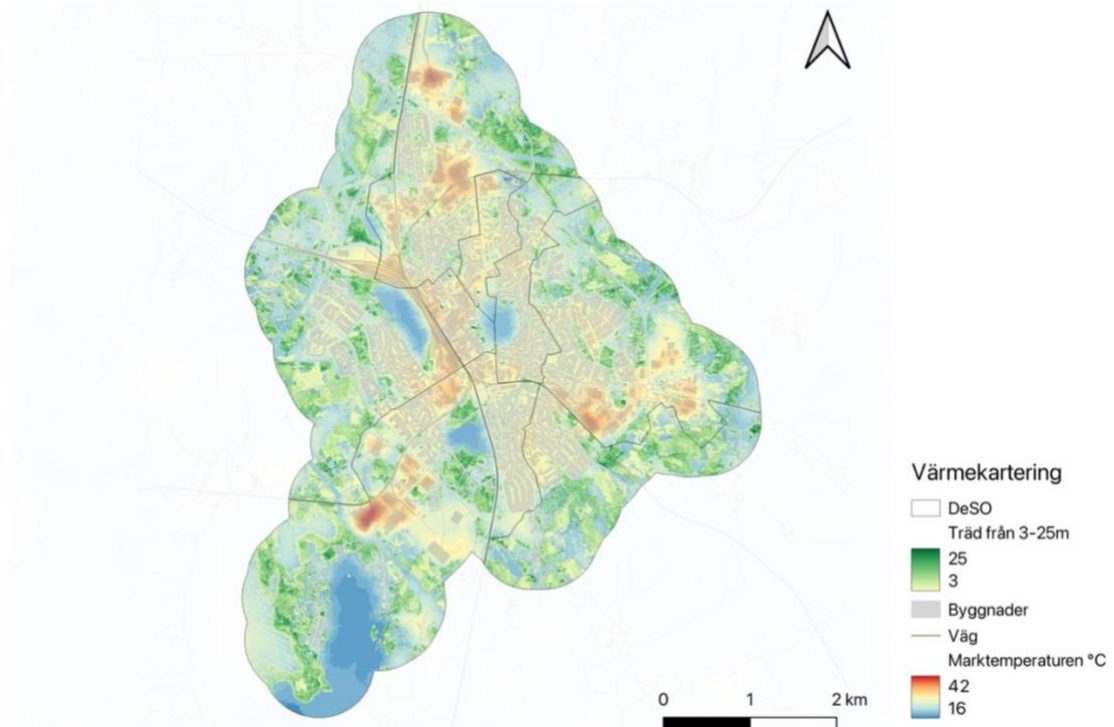 Värmekartering
DeSO
Träd från 3-25m
25
3
Byggnader
Väg
Marktemperaturen °C
42
16
0 1 2 km